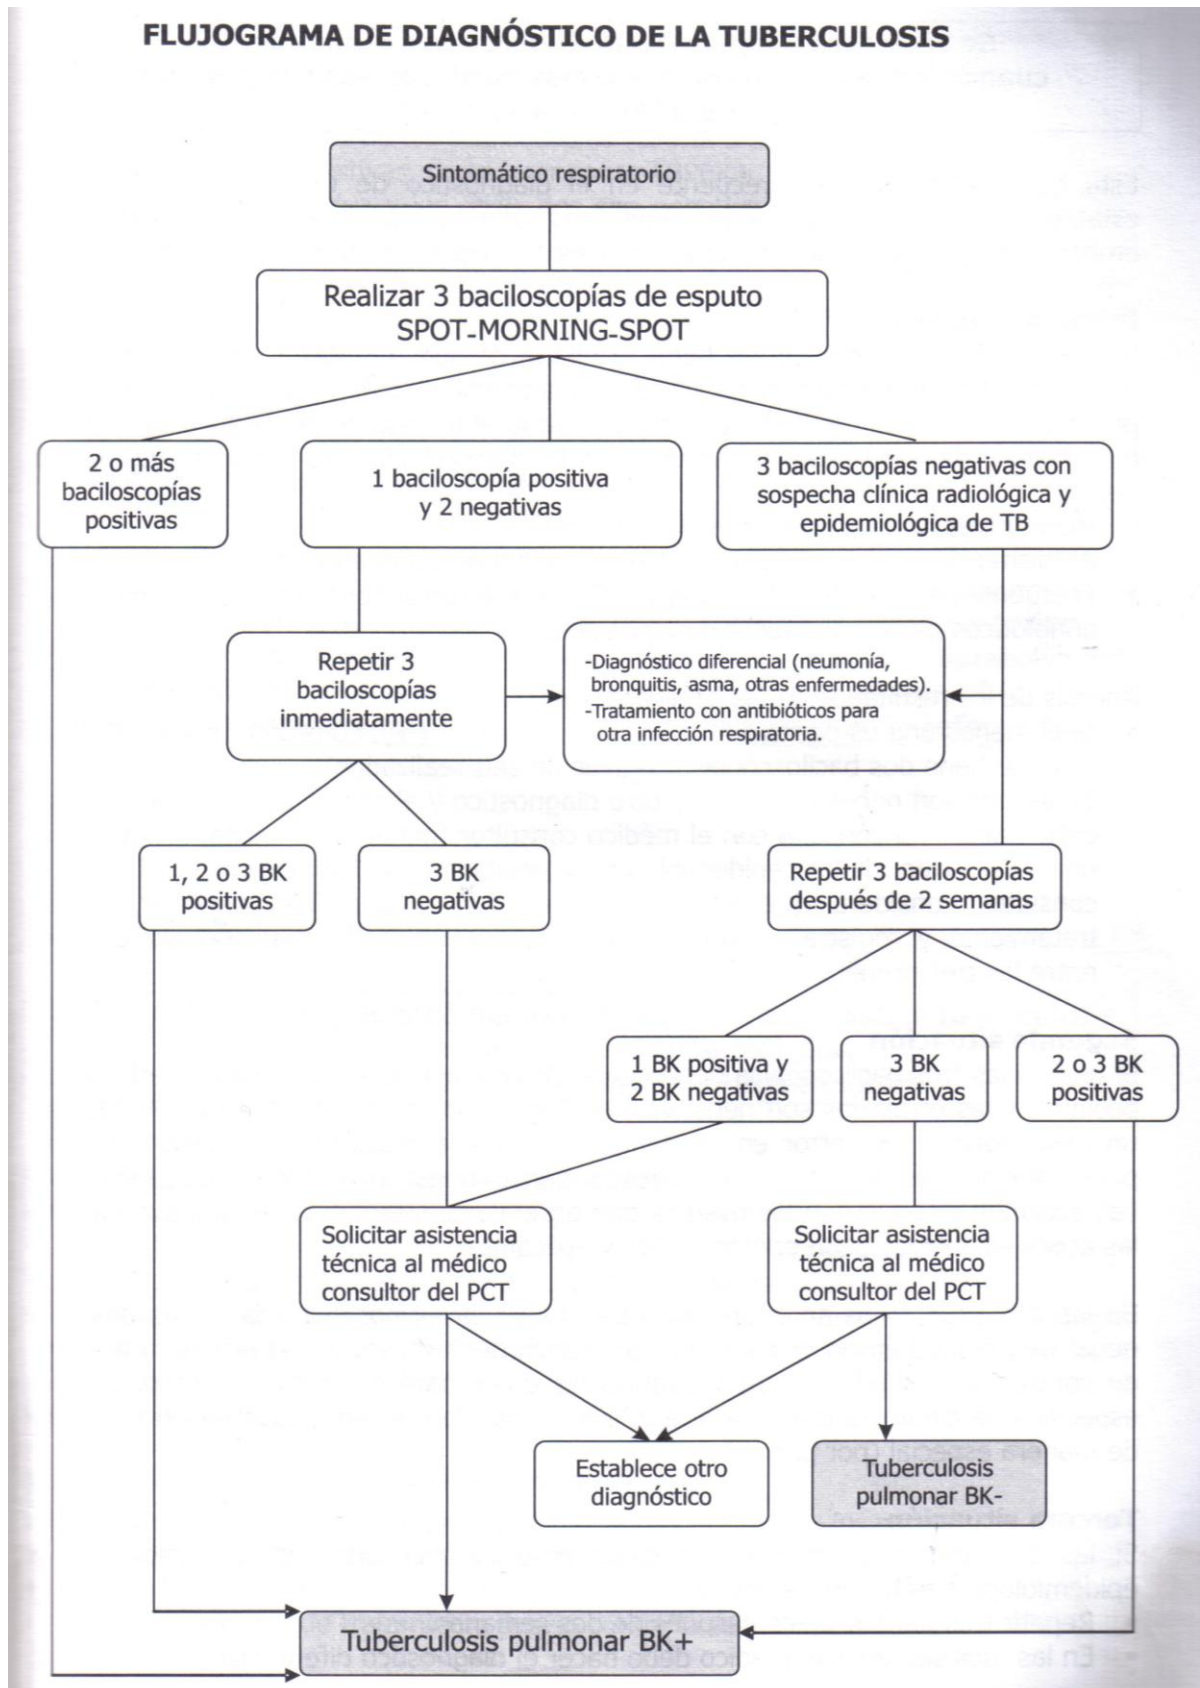 FLUJOGRAMA DE DIAGNÓSTICO DE LA TUBERCULOSIS
Sintomático respiratorio
Realizar 3 baciloscopías de esputo
SPOT-MORNING-SPOT
2 o más
baciloscopías
positivas
1 baciloscopía positiva
y 2 negativas
3 baciloscopías negativas con
sospecha clínica radiológica y
epidemiológica de TB
Repetir 3
baciloscopías
inmediatamente
-Diagnóstico diferencial (neumonía,
bronquitis, asma, otras enfermedades).
-Tratamiento con antibióticos para
otra infección respiratoria.
1, 2 o 3 BK
positivas
3 BK
negativas
Repetir 3 baciloscopías
después de 2 semanas
1 BK positiva y
2 BK negativas
3 BK
negativas
2 o 3 BK
positivas
Solicitar asistencia
técnica al médico
consultor del PCT
Solicitar asistencia
técnica al médico
consultor del PCT
Establece otro
diagnóstico
Tuberculosis
pulmonar BK-
Tuberculosis pulmonar BK+